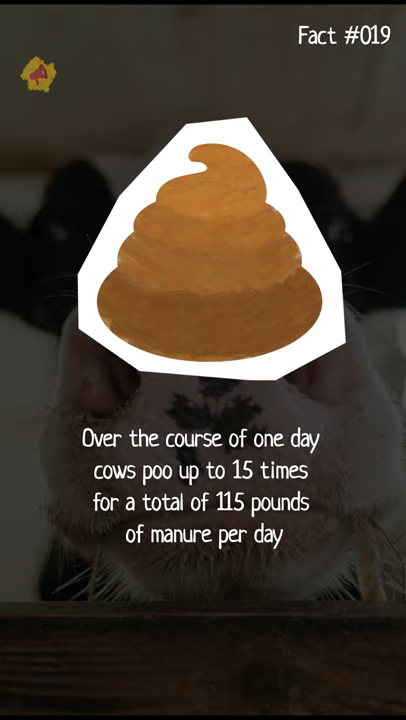 Fact #019
Over the course of one day
cows poo up to 15 times
for a total of 115 pounds
of manure per day